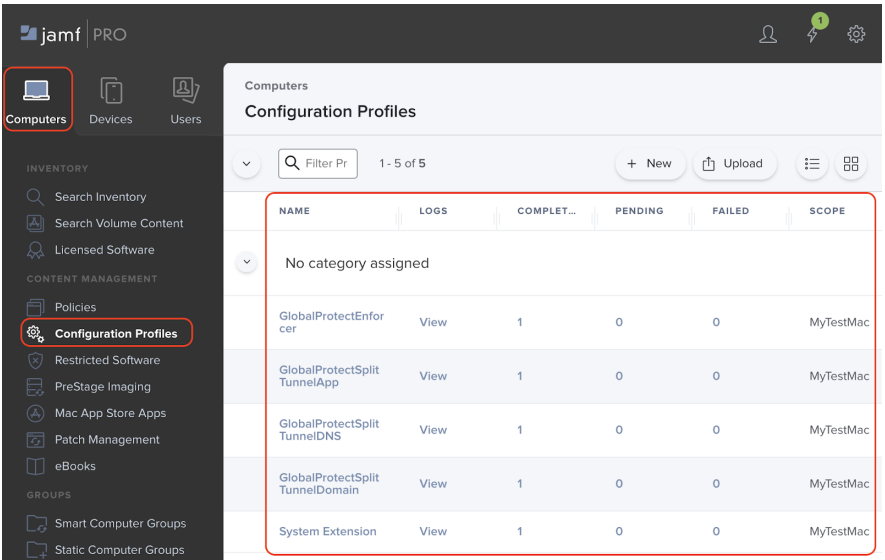 jamf PRO
1
Computers
Devices
Users
INVENTORY
Search Inventory
Search Volume Content
Licensed Software
CONTENT MANAGEMENT
Policies
Configuration Profiles
Restricted Software
PreStage Imaging
Mac App Store Apps
Patch Management
eBooks
GROUPS
Smart Computer Groups
Static Computer Groups
Computers
Configuration Profiles
Filter Pr
1 - 5 of 5
+ New
Upload
NAME LOGS COMPLET... PENDING FAILED SCOPE
No category assigned
GlobalProtectEnfor
cer
View 1 0 0 MyTestMac
GlobalProtectSplit
TunnelApp
View 1 0 0 MyTestMac
GlobalProtectSplit
TunnelDNS
View 1 0 0 MyTestMac
GlobalProtectSplit
TunnelDomain
View 1 0 0 MyTestMac
System Extension View 1 0 0 MyTestMac